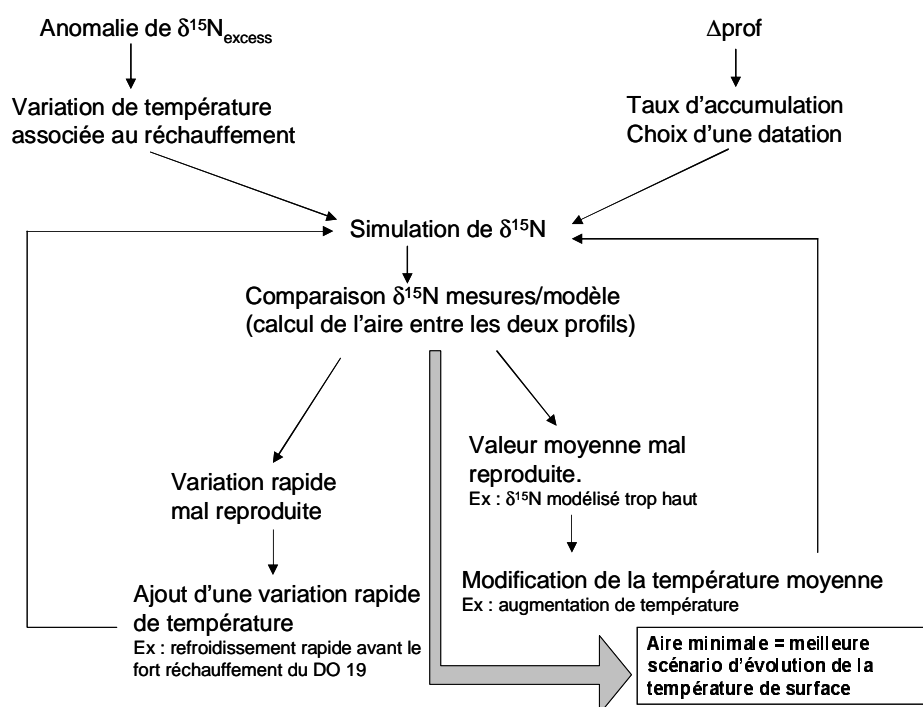 Anomalie de δ¹⁵Nexcess
Δprof
Variation de température
associée au réchauffement
Taux d'accumulation
Choix d'une datation
Simulation de δ¹⁵N
Comparaison δ¹⁵N mesures/modèle
(calcul de l'aire entre les deux profils)
Variation rapide
mal reproduite
Valeur moyenne mal
reproduite.
Ex : δ¹⁵N modélisé trop haut
Ajout d'une variation rapide
de température
Ex : refroidissement rapide avant le
fort réchauffement du DO 19
Modification de la température moyenne
Ex : augmentation de température
Aire minimale = meilleure
scénario d'évolution de la
température de surface